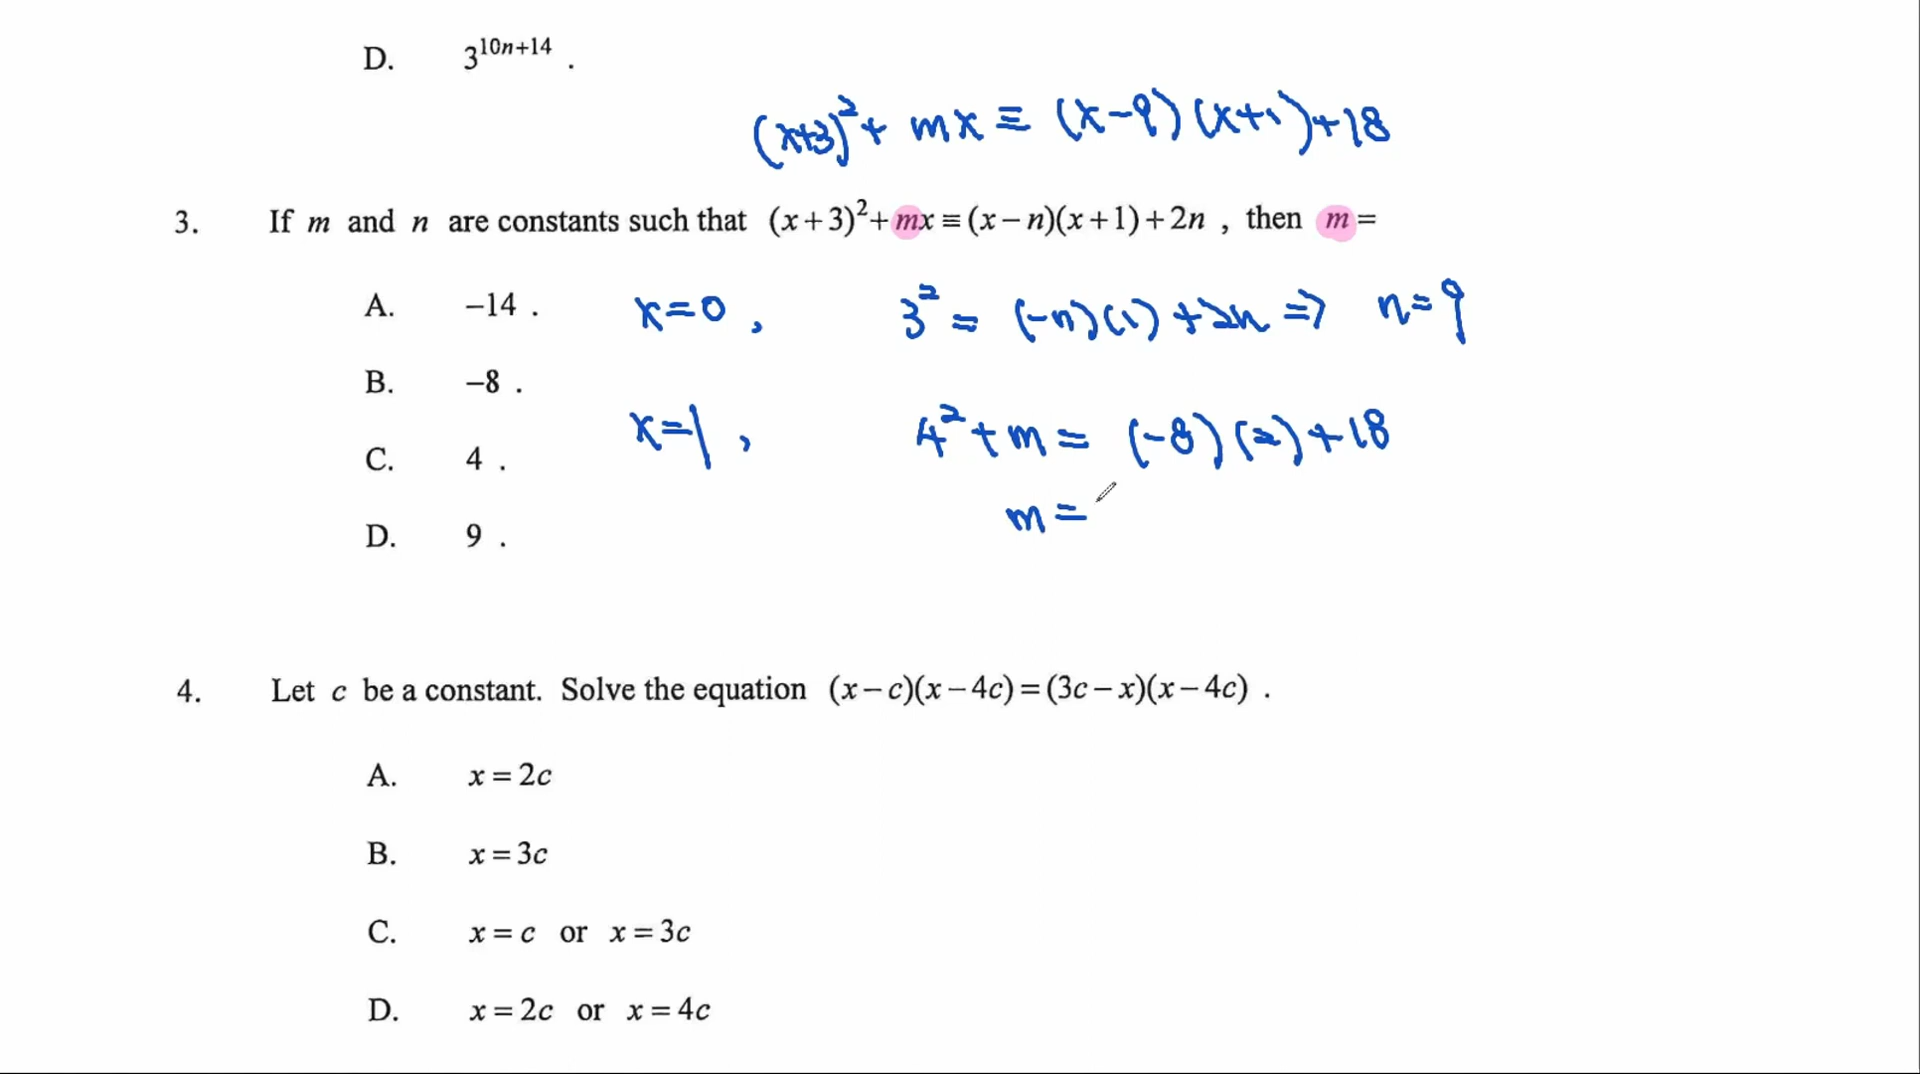 D. 3^{10n+14} .
(x+3)²+ mx ≡ (x-9)(x+1)+18
3. If m and n are constants such that (x+3)²+mx≡(x−n)(x+1)+2n , then m=
A. −14 .
x=0 , 3² = (-n)(1)+2n ⇒ n=9
B. −8 .
x=1 , 4²+m = (-8)(2)+18
C. 4 .
m =
D. 9 .
4. Let c be a constant. Solve the equation (x−c)(x−4c)=(3c−x)(x−4c) .
A. x=2c
B. x=3c
C. x=c or x=3c
D. x=2c or x=4c